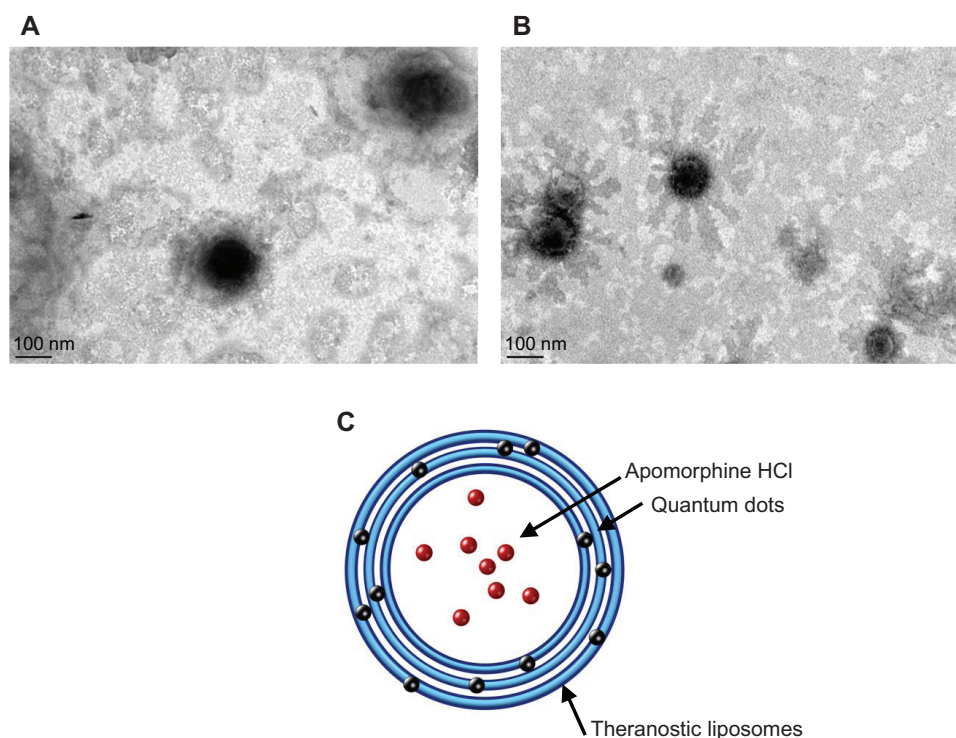 A
B
100 nm
100 nm
C
Apomorphine HCl
Quantum dots
Theranostic liposomes